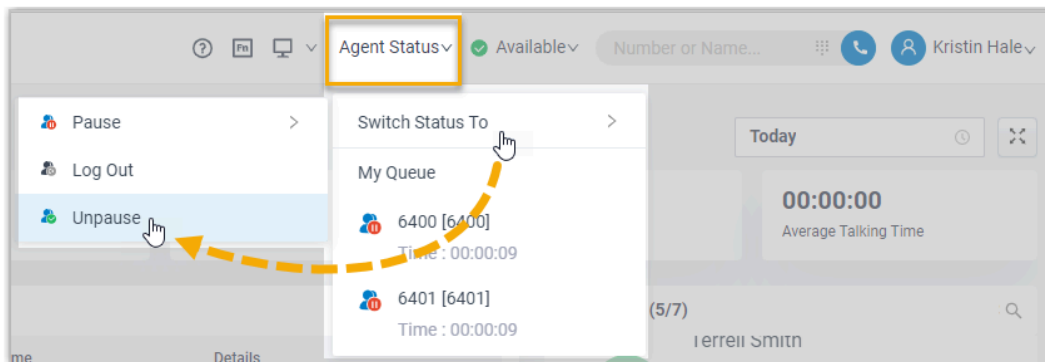 Fn
Agent Status
Available
Number or Name...
Kristin Hale
Pause
Log Out
Unpause
Switch Status To
My Queue
6400 [6400]
Time : 00:00:09
6401 [6401]
Time : 00:00:09
Today
00:00:00
Average Talking Time
(5/7)
Terrell Smith
me
Details